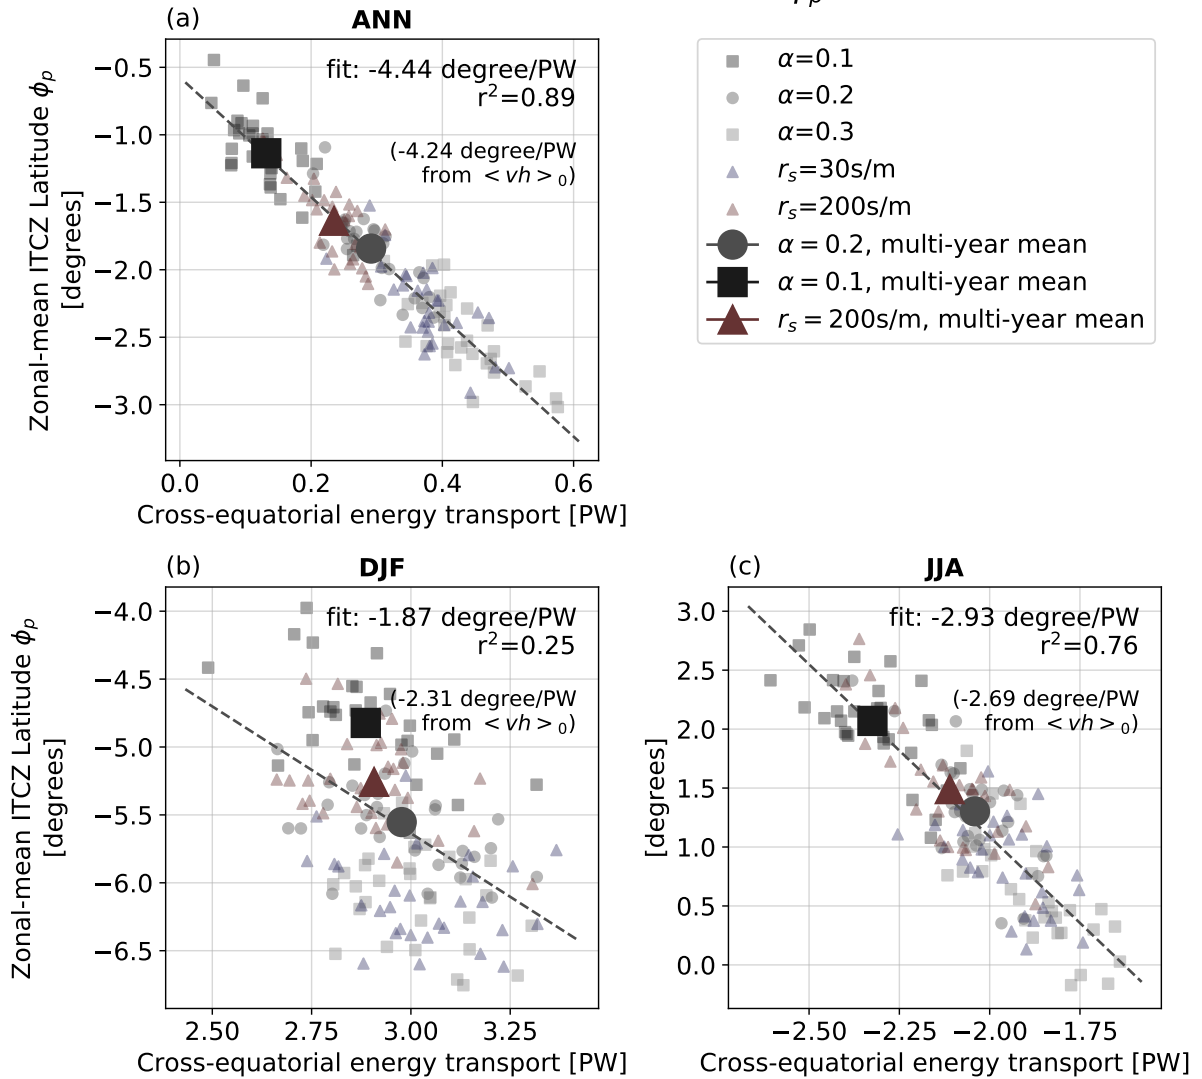 ϕp
(a)
ANN
fit: -4.44 degree/PW
r²=0.89
(-4.24 degree/PW
from <vh>₀)
Zonal-mean ITCZ Latitude ϕp
[degrees]
−0.5
−1.0
−1.5
−2.0
−2.5
−3.0
0.0 0.2 0.4 0.6
Cross-equatorial energy transport [PW]
α=0.1
α=0.2
α=0.3
rs=30s/m
rs=200s/m
α = 0.2, multi-year mean
α = 0.1, multi-year mean
rs = 200s/m, multi-year mean
(b)
DJF
fit: -1.87 degree/PW
r²=0.25
(-2.31 degree/PW
from <vh>₀)
Zonal-mean ITCZ Latitude ϕp
[degrees]
−4.0
−4.5
−5.0
−5.5
−6.0
−6.5
2.50 2.75 3.00 3.25
Cross-equatorial energy transport [PW]
(c)
JJA
fit: -2.93 degree/PW
r²=0.76
(-2.69 degree/PW
from <vh>₀)
[degrees]
3.0
2.5
2.0
1.5
1.0
0.5
0.0
−2.50 −2.25 −2.00 −1.75
Cross-equatorial energy transport [PW]